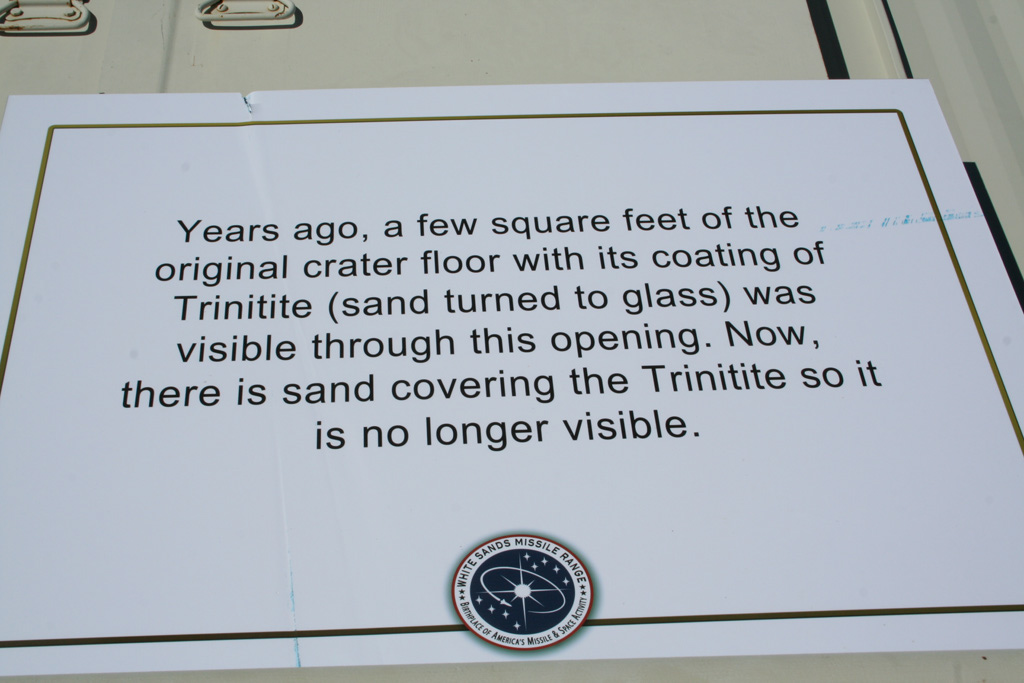 Years ago, a few square feet of the
original crater floor with its coating of
Trinitite (sand turned to glass) was
visible through this opening. Now,
there is sand covering the Trinitite so it
is no longer visible.
WHITE SANDS MISSILE RANGE
BIRTHPLACE OF AMERICA'S MISSILE & SPACE ACTIVITY